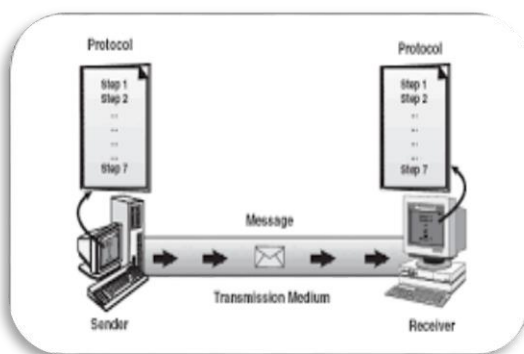 Protocol
Step 1
Step 2
..
..
..
..
Step 7
Protocol
Step 1
Step 2
..
..
..
..
Step 7
Message
Transmission Medium
Sender
Receiver